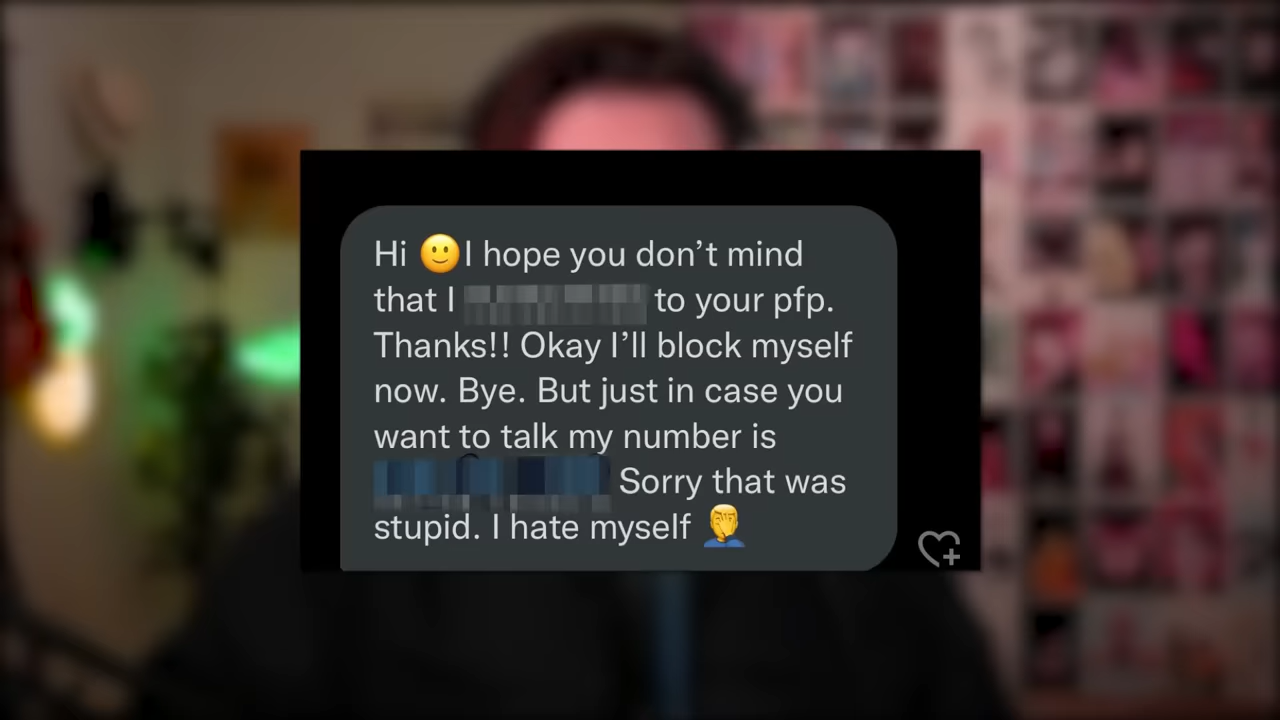 Hi 🙂I hope you don’t mind
that I to your pfp.
Thanks!! Okay I’ll block myself
now. Bye. But just in case you
want to talk my number is
Sorry that was
stupid. I hate myself 🤦‍♂️